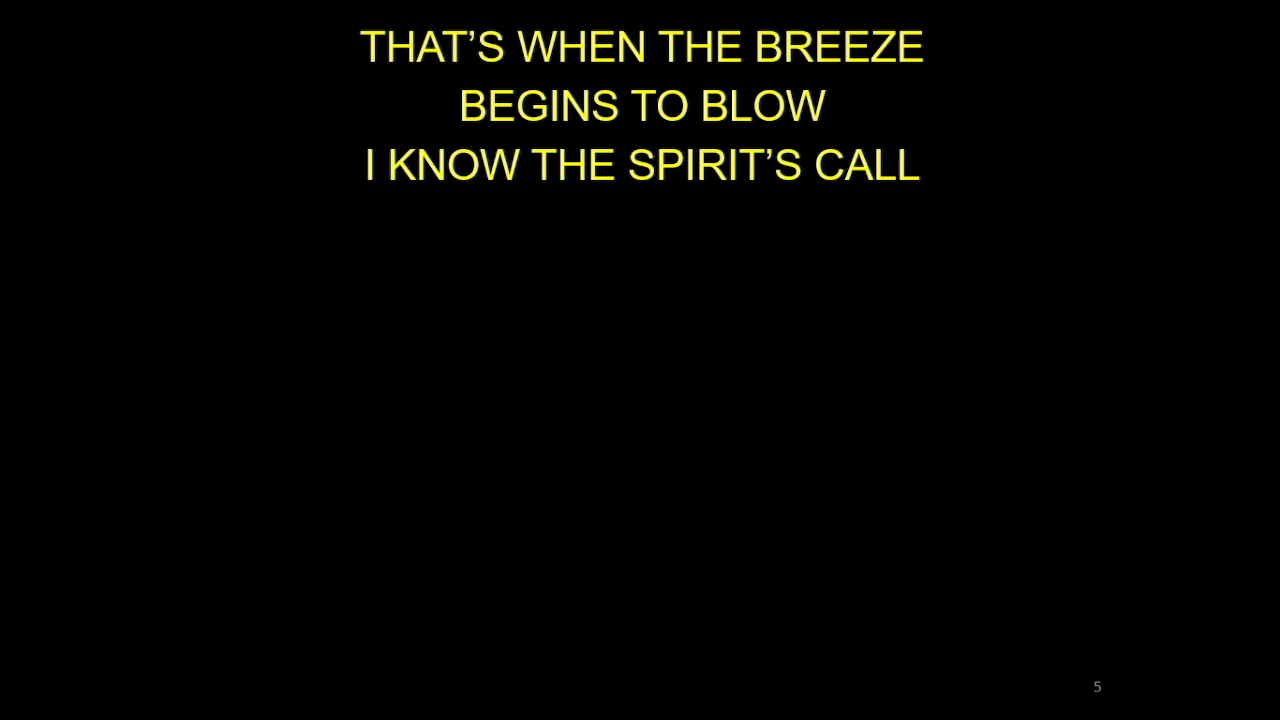 THAT’S WHEN THE BREEZE
BEGINS TO BLOW
I KNOW THE SPIRIT’S CALL
5